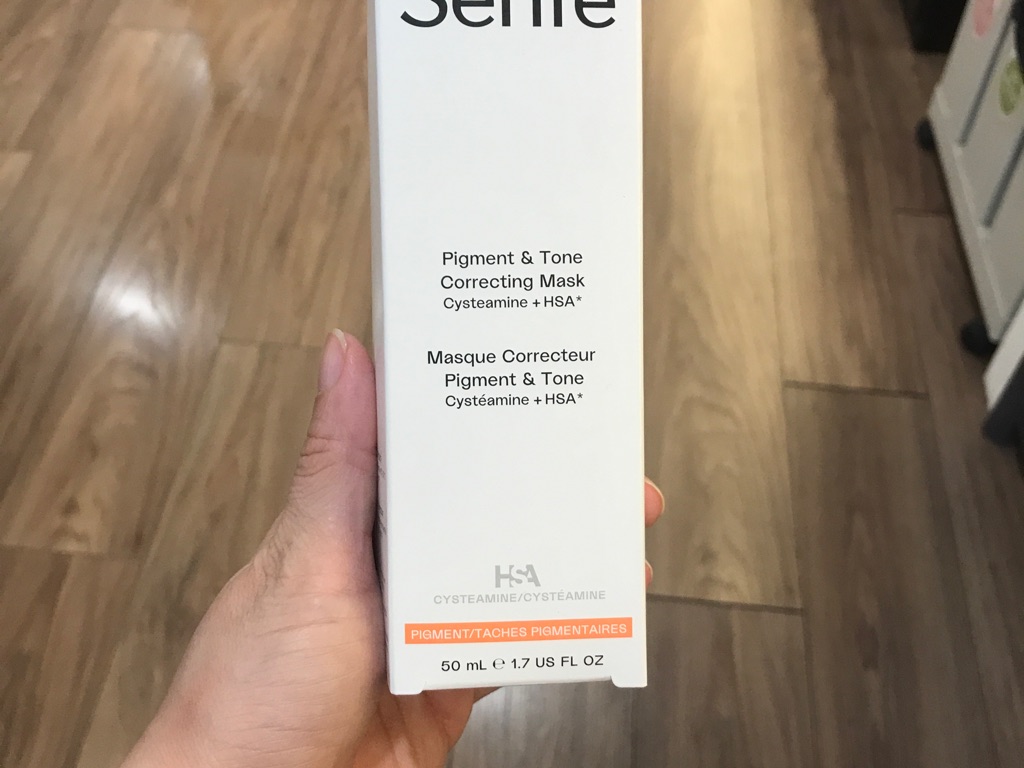 Senté
Pigment & Tone
Correcting Mask
Cysteamine + HSA*
Masque Correcteur
Pigment & Tone
Cystéamine + HSA*
HSA
CYSTEAMINE/CYSTÉAMINE
PIGMENT/TACHES PIGMENTAIRES
50 mL ℮ 1.7 US FL OZ